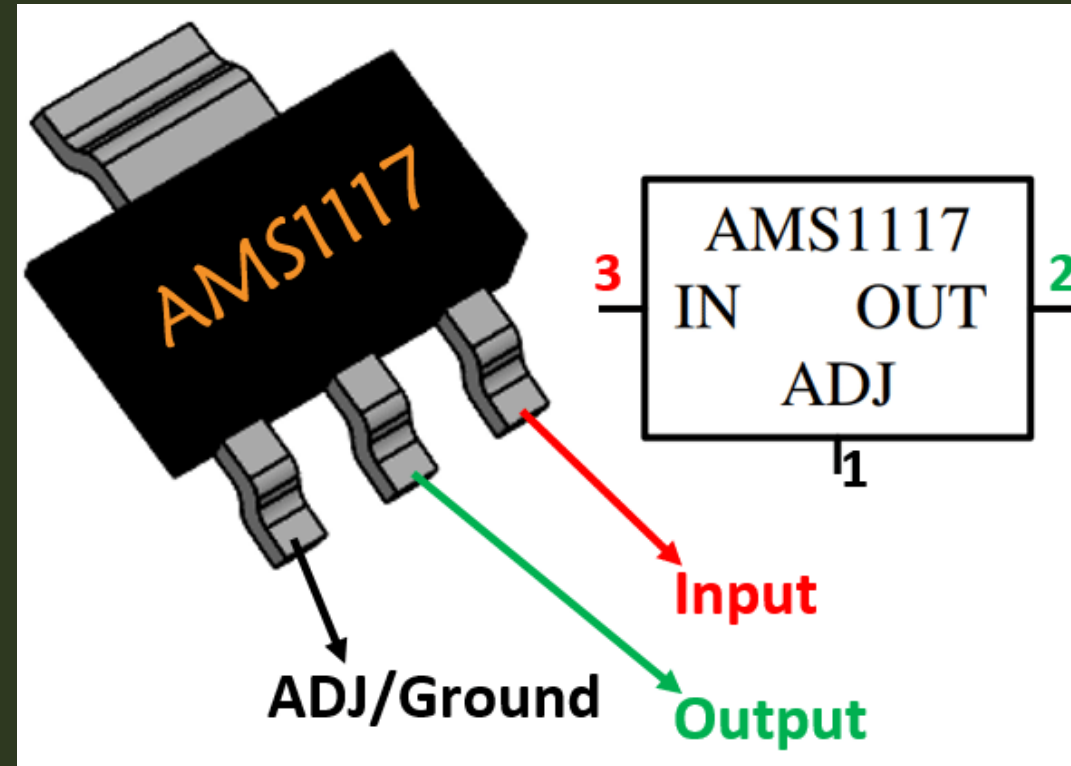 AMS1117
ADJ/Ground
Output
Input
AMS1117
3
IN OUT
2
ADJ
1